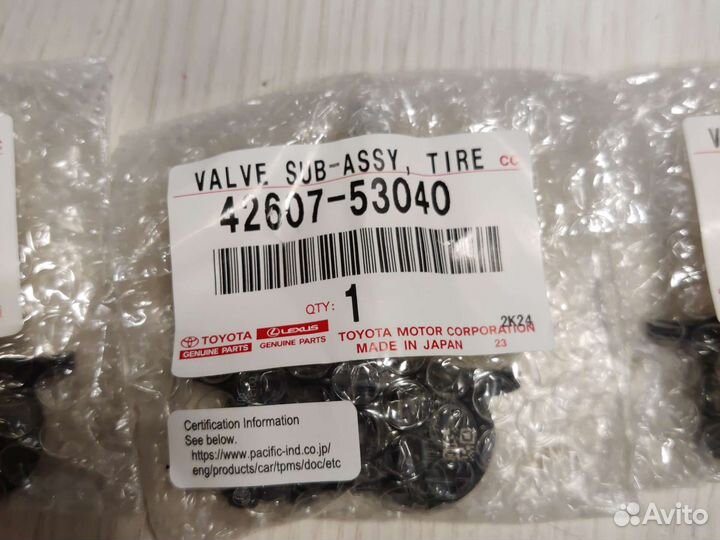 VALVE SUB-ASSY, TIRE CC
42607-53040
QTY: 1
2K24
TOYOTA LEXUS TOYOTA MOTOR CORPORATION
GENUINE PARTS GENUINE PARTS MADE IN JAPAN 23
Certification Information
See below.
https://www.pacific-ind.co.jp/
eng/products/car/tpms/doc/etc
Avito